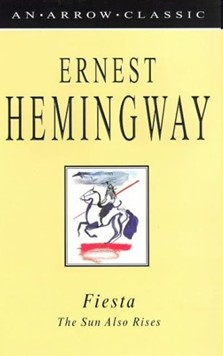 AN·ARROW·CLASSIC
ERNEST
HEMINGWAY
Fiesta
The Sun Also Rises